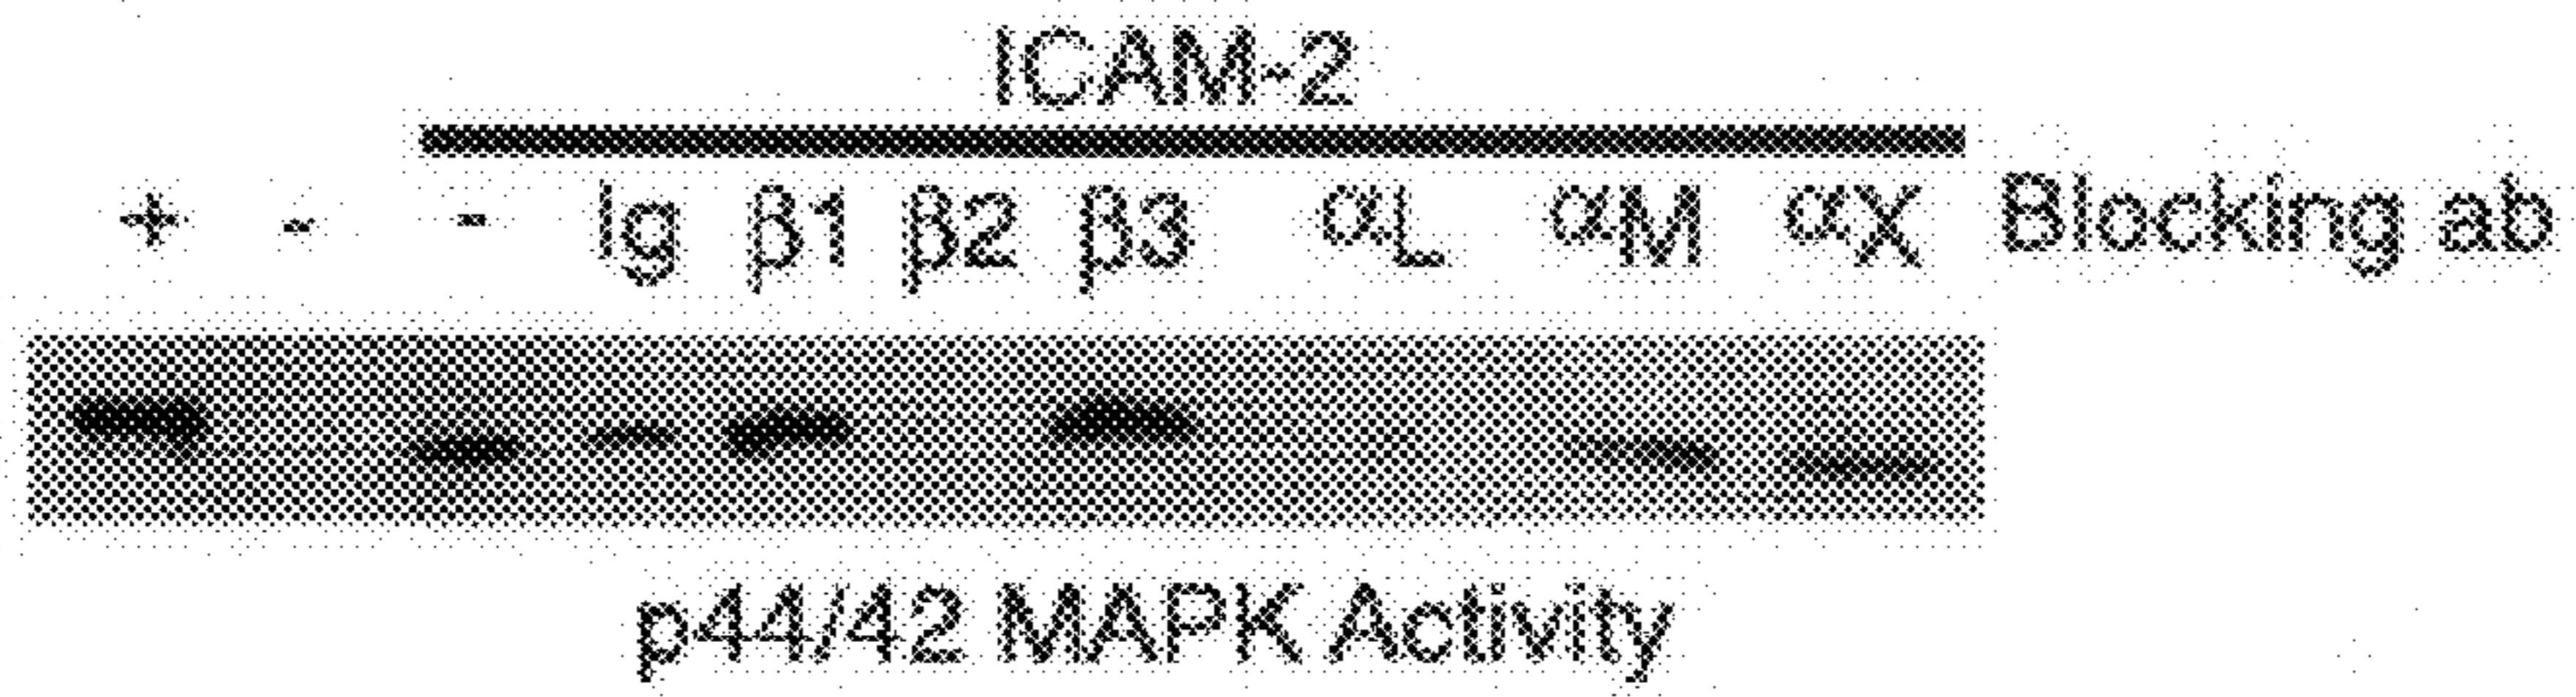 ICAM-2
+ - - Ig β1 β2 β3 αL αM αX Blocking ab
p44/42 MAPK Activity